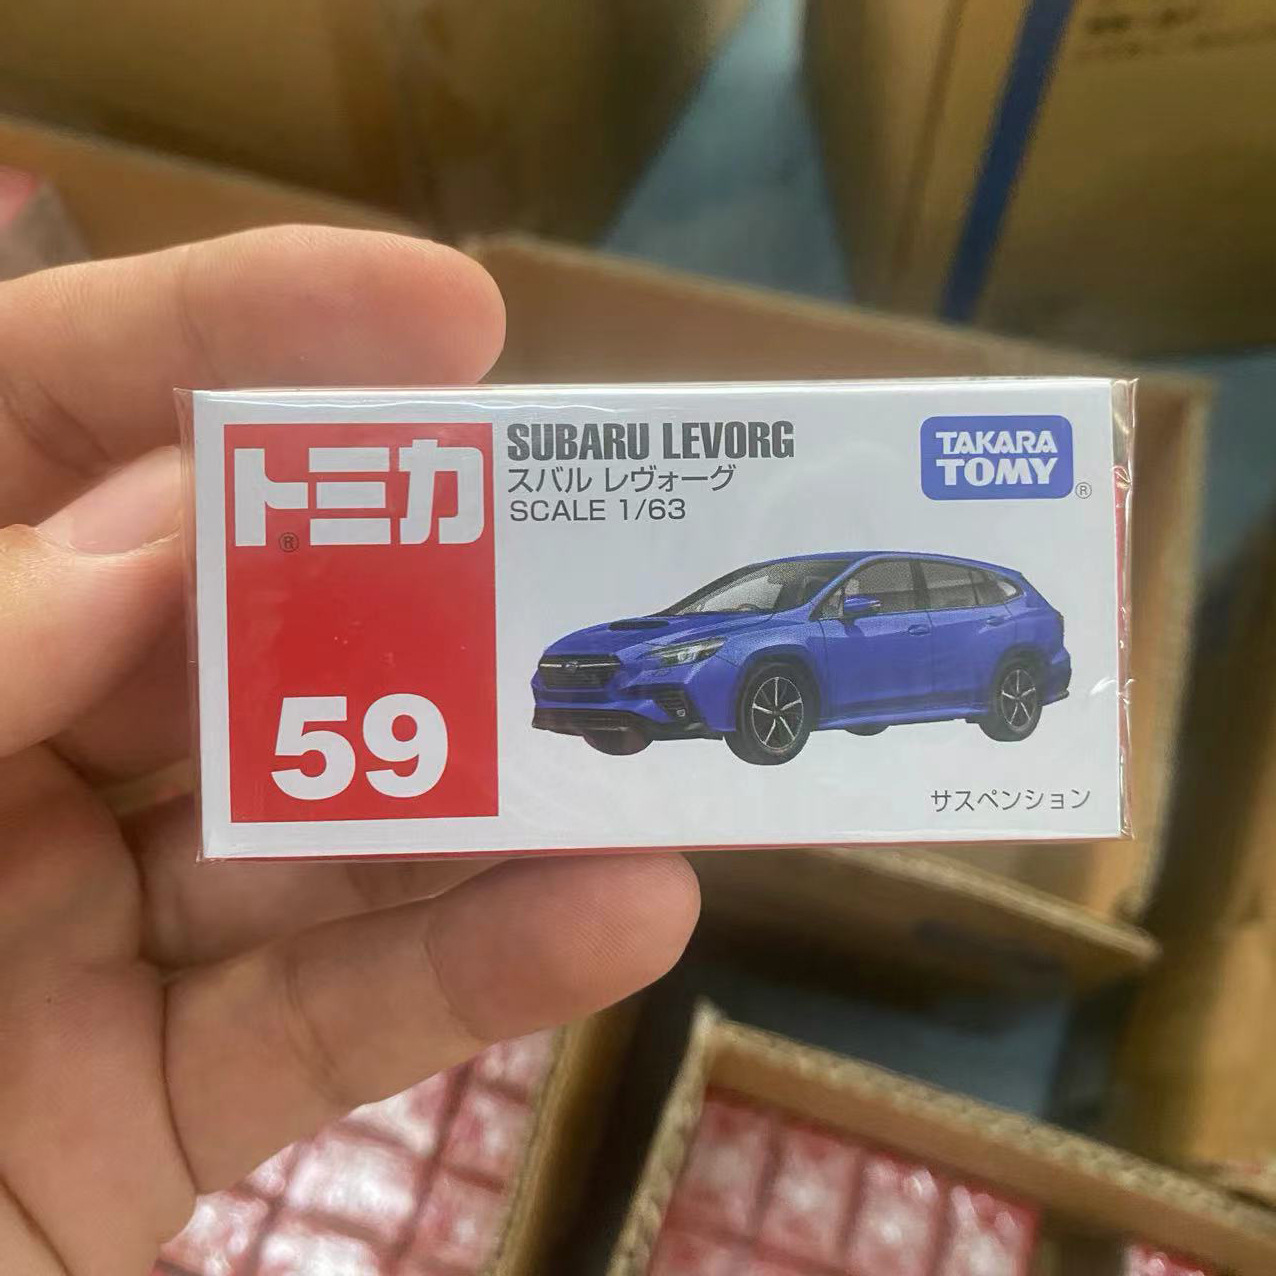 トミカ
®
59
SUBARU LEVORG
スバル レヴォーグ
SCALE 1/63
TAKARA
TOMY
®
サスペンション